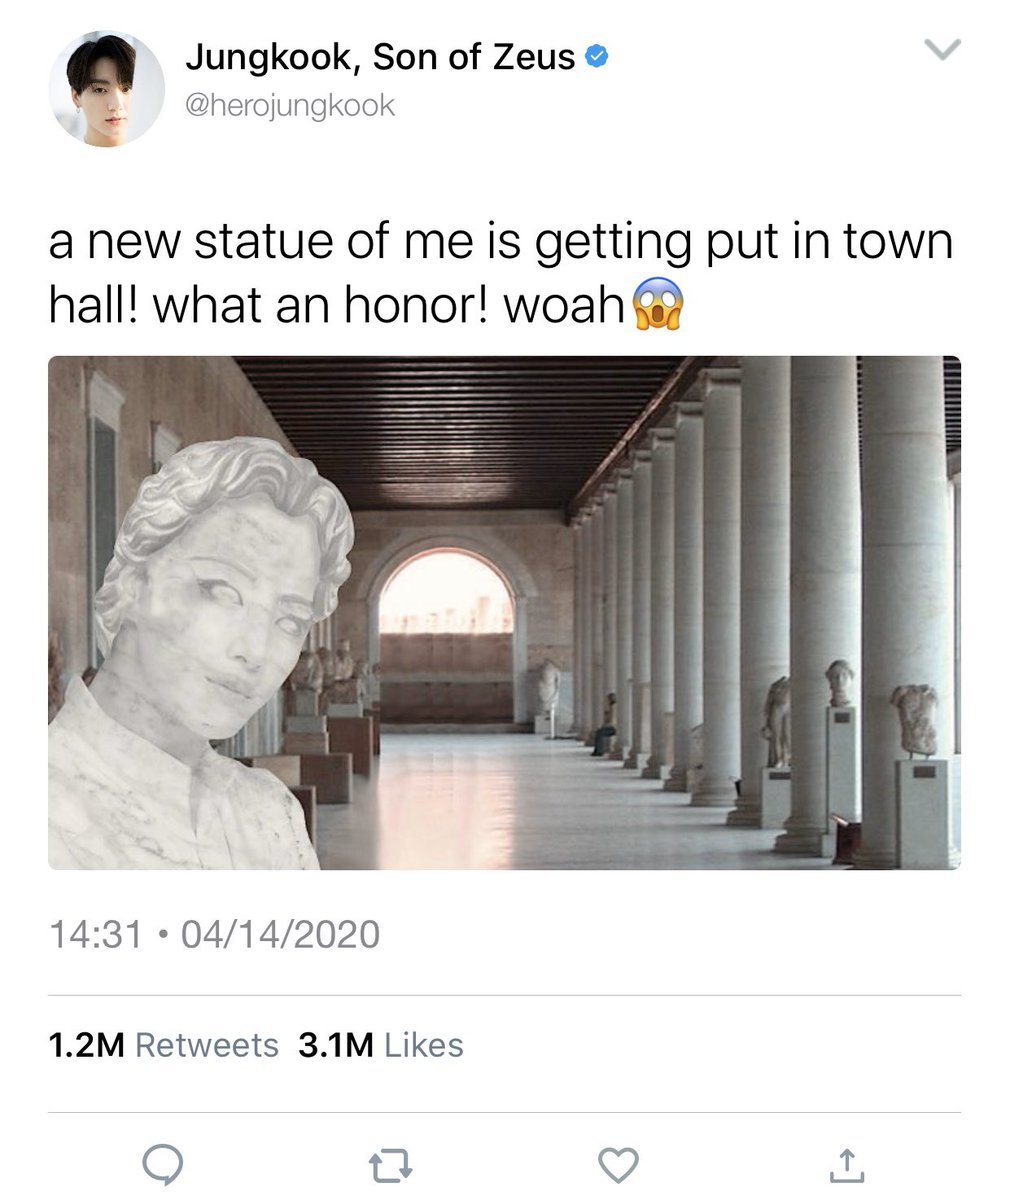 Jungkook, Son of Zeus
@herojungkook
a new statue of me is getting put in town
hall! what an honor! woah😱
14:31 • 04/14/2020
1.2M Retweets 3.1M Likes